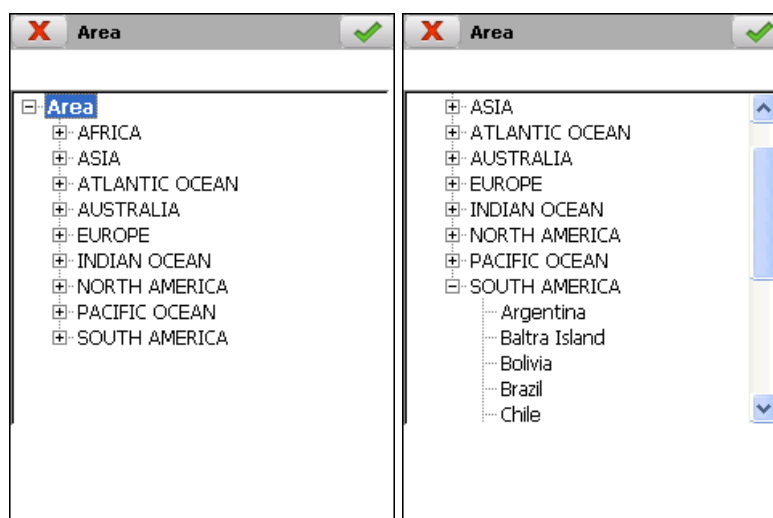 Area
Area
AFRICA
ASIA
ATLANTIC OCEAN
AUSTRALIA
EUROPE
INDIAN OCEAN
NORTH AMERICA
PACIFIC OCEAN
SOUTH AMERICA
Area
ASIA
ATLANTIC OCEAN
AUSTRALIA
EUROPE
INDIAN OCEAN
NORTH AMERICA
PACIFIC OCEAN
SOUTH AMERICA
Argentina
Baltra Island
Bolivia
Brazil
Chile